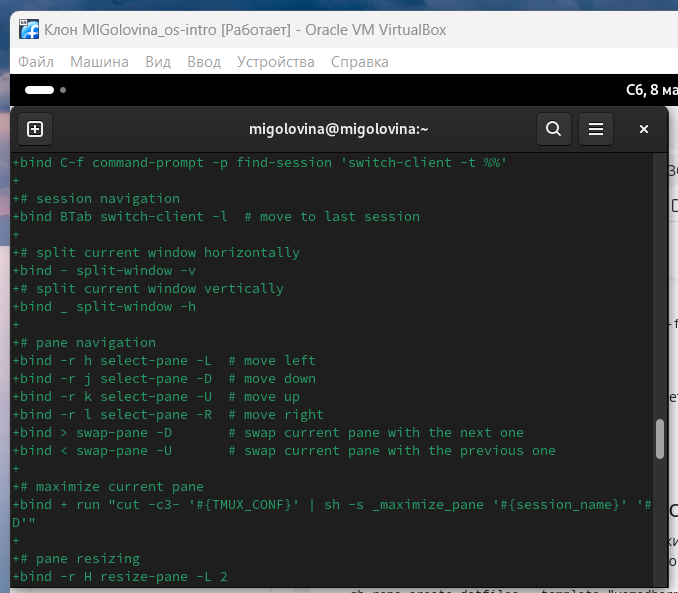 Клон MIGolovina_os-intro [Работает] - Oracle VM VirtualBox
Файл Машина Вид Ввод Устройства Справка
Сб, 8 ма
migolovina@migolovina:~
+bind C-f command-prompt -p find-session 'switch-client -t %%'
+
+# session navigation
+bind BTab switch-client -l  # move to last session
+
+# split current window horizontally
+bind - split-window -v
+# split current window vertically
+bind _ split-window -h
+
+# pane navigation
+bind -r h select-pane -L  # move left
+bind -r j select-pane -D  # move down
+bind -r k select-pane -U  # move up
+bind -r l select-pane -R  # move right
+bind > swap-pane -D       # swap current pane with the next one
+bind < swap-pane -U       # swap current pane with the previous one
+
+# maximize current pane
+bind + run "cut -c3- '#{TMUX_CONF}' | sh -s _maximize_pane '#{session_name}' '#
D'"
+
+# pane resizing
+bind -r H resize-pane -L 2